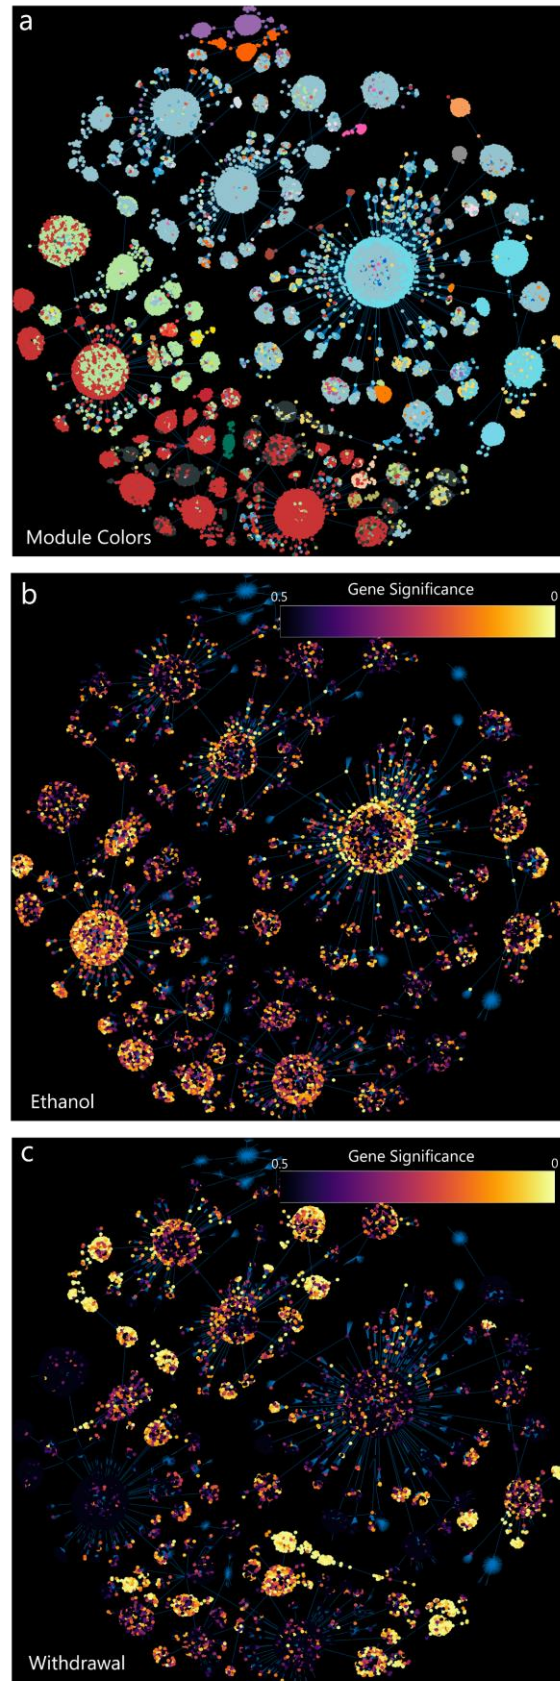 a
Module Colors
b
Gene Significance
0.5 0
Ethanol
c
Gene Significance
0.5 0
Withdrawal